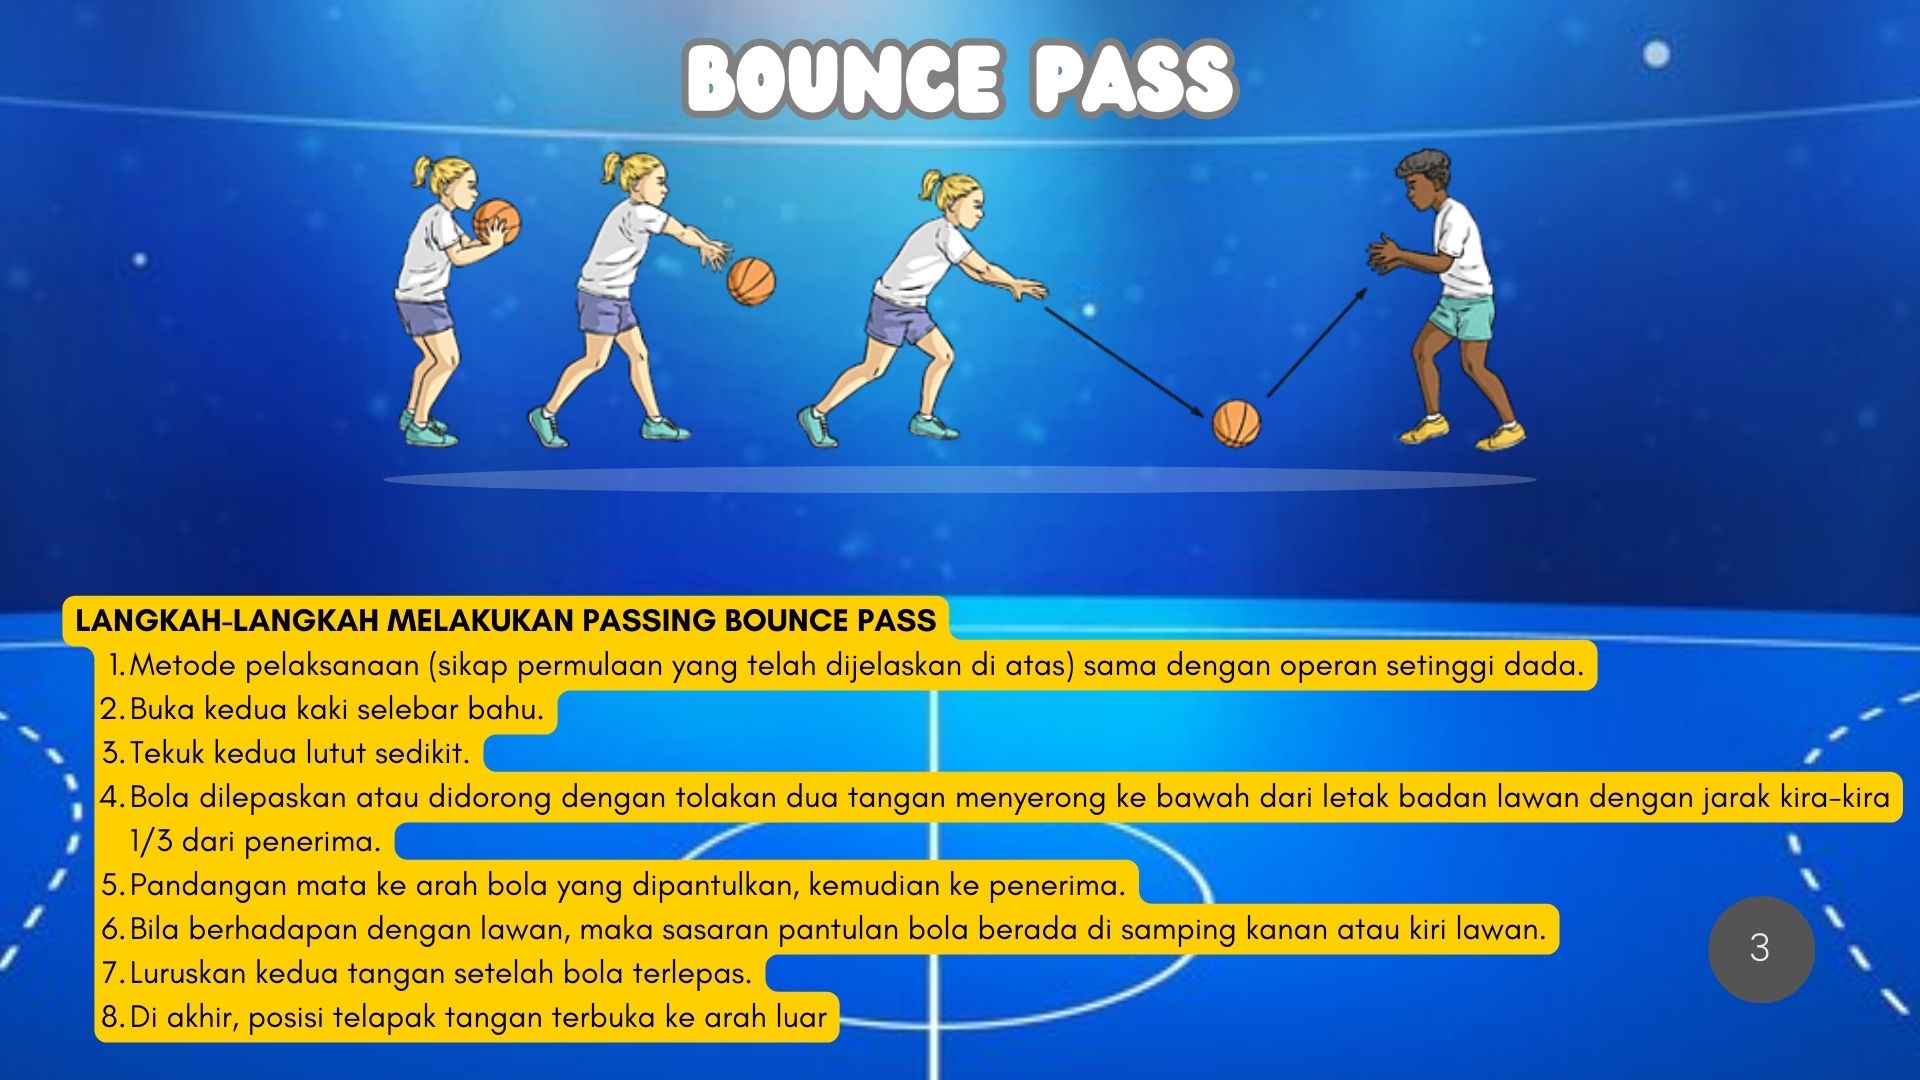 BOUNCE PASS
LANGKAH-LANGKAH MELAKUKAN PASSING BOUNCE PASS
1. Metode pelaksanaan (sikap permulaan yang telah dijelaskan di atas) sama dengan operan setinggi dada.
2. Buka kedua kaki selebar bahu.
3. Tekuk kedua lutut sedikit.
4. Bola dilepaskan atau didorong dengan tolakan dua tangan menyerong ke bawah dari letak badan lawan dengan jarak kira-kira
1/3 dari penerima.
5. Pandangan mata ke arah bola yang dipantulkan, kemudian ke penerima.
6. Bila berhadapan dengan lawan, maka sasaran pantulan bola berada di samping kanan atau kiri lawan.
7. Luruskan kedua tangan setelah bola terlepas.
8. Di akhir, posisi telapak tangan terbuka ke arah luar
3